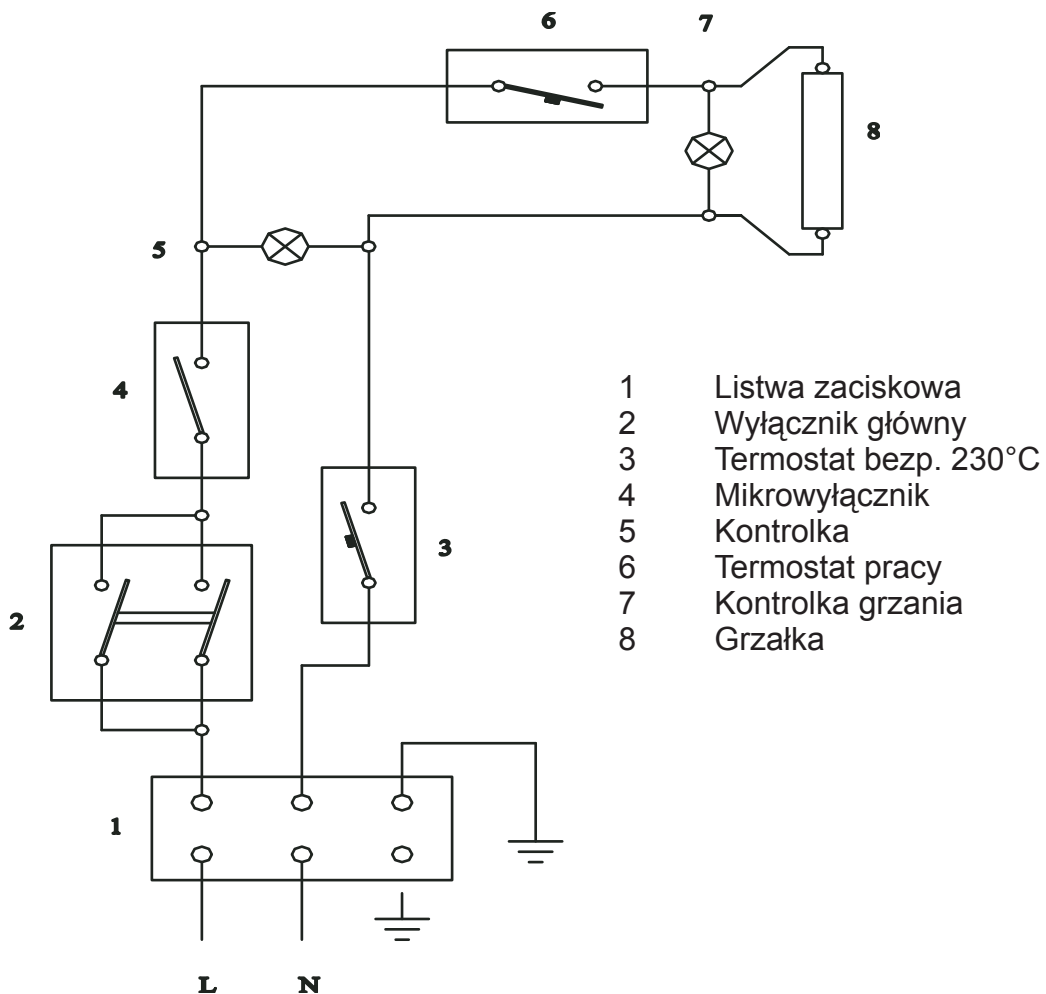 6
7
8
5
4
3
2
1
L N
1 Listwa zaciskowa
2 Wyłącznik główny
3 Termostat bezp. 230°C
4 Mikrowyłącznik
5 Kontrolka
6 Termostat pracy
7 Kontrolka grzania
8 Grzałka